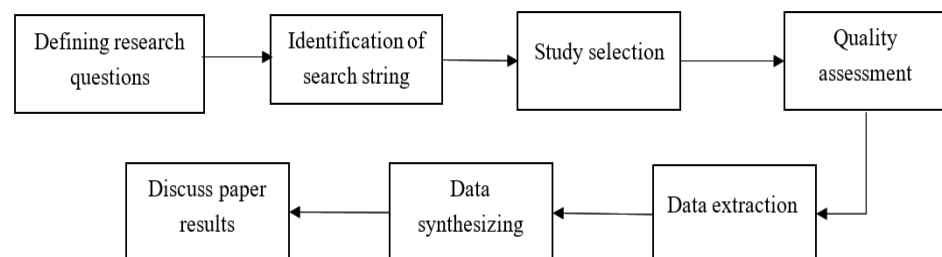 Defining research
questions
Identification of
search string
Study selection
Quality
assessment
Data extraction
Data
synthesizing
Discuss paper
results